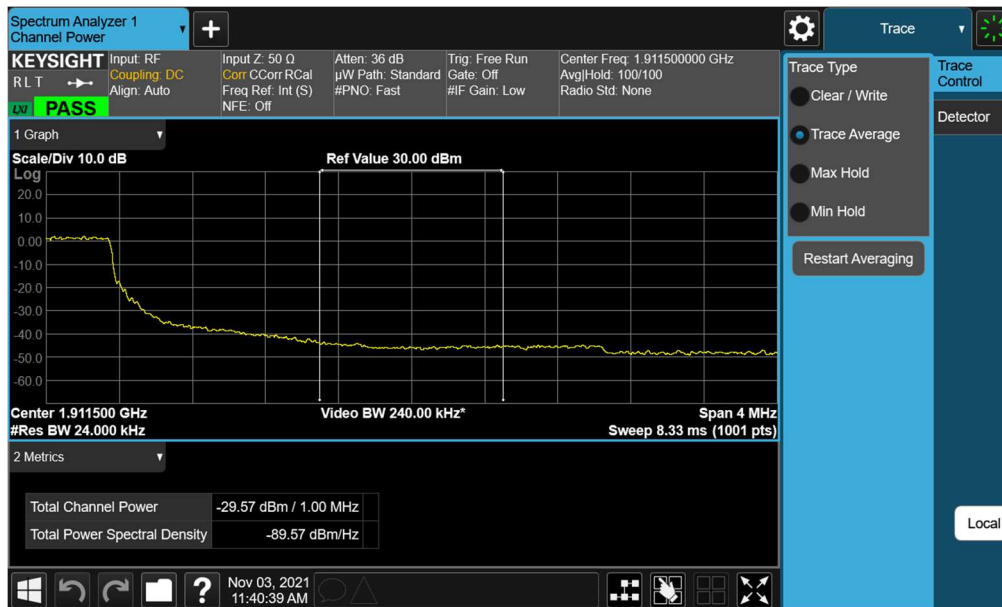 Spectrum Analyzer 1
Channel Power
Trace
KEYSIGHT
RLT
LXI
PASS
Input: RF
Coupling: DC
Align: Auto
Input Z: 50 Ω
Corr CCorr RCal
Freq Ref: Int (S)
NFE: Off
Atten: 36 dB
µW Path: Standard
#PNO: Fast
Trig: Free Run
Gate: Off
#IF Gain: Low
Center Freq: 1.911500000 GHz
Avg|Hold: 100/100
Radio Std: None
Trace Type
Clear / Write
Trace Average
Max Hold
Min Hold
Restart Averaging
Trace
Control
Detector
Local
1 Graph
Scale/Div 10.0 dB
Ref Value 30.00 dBm
Log
20.0
10.0
0.00
-10.0
-20.0
-30.0
-40.0
-50.0
-60.0
Center 1.911500 GHz
Video BW 240.00 kHz*
Span 4 MHz
#Res BW 24.000 kHz
Sweep 8.33 ms (1001 pts)
2 Metrics
Total Channel Power -29.57 dBm / 1.00 MHz
Total Power Spectral Density -89.57 dBm/Hz
?
Nov 03, 2021
11:40:39 AM